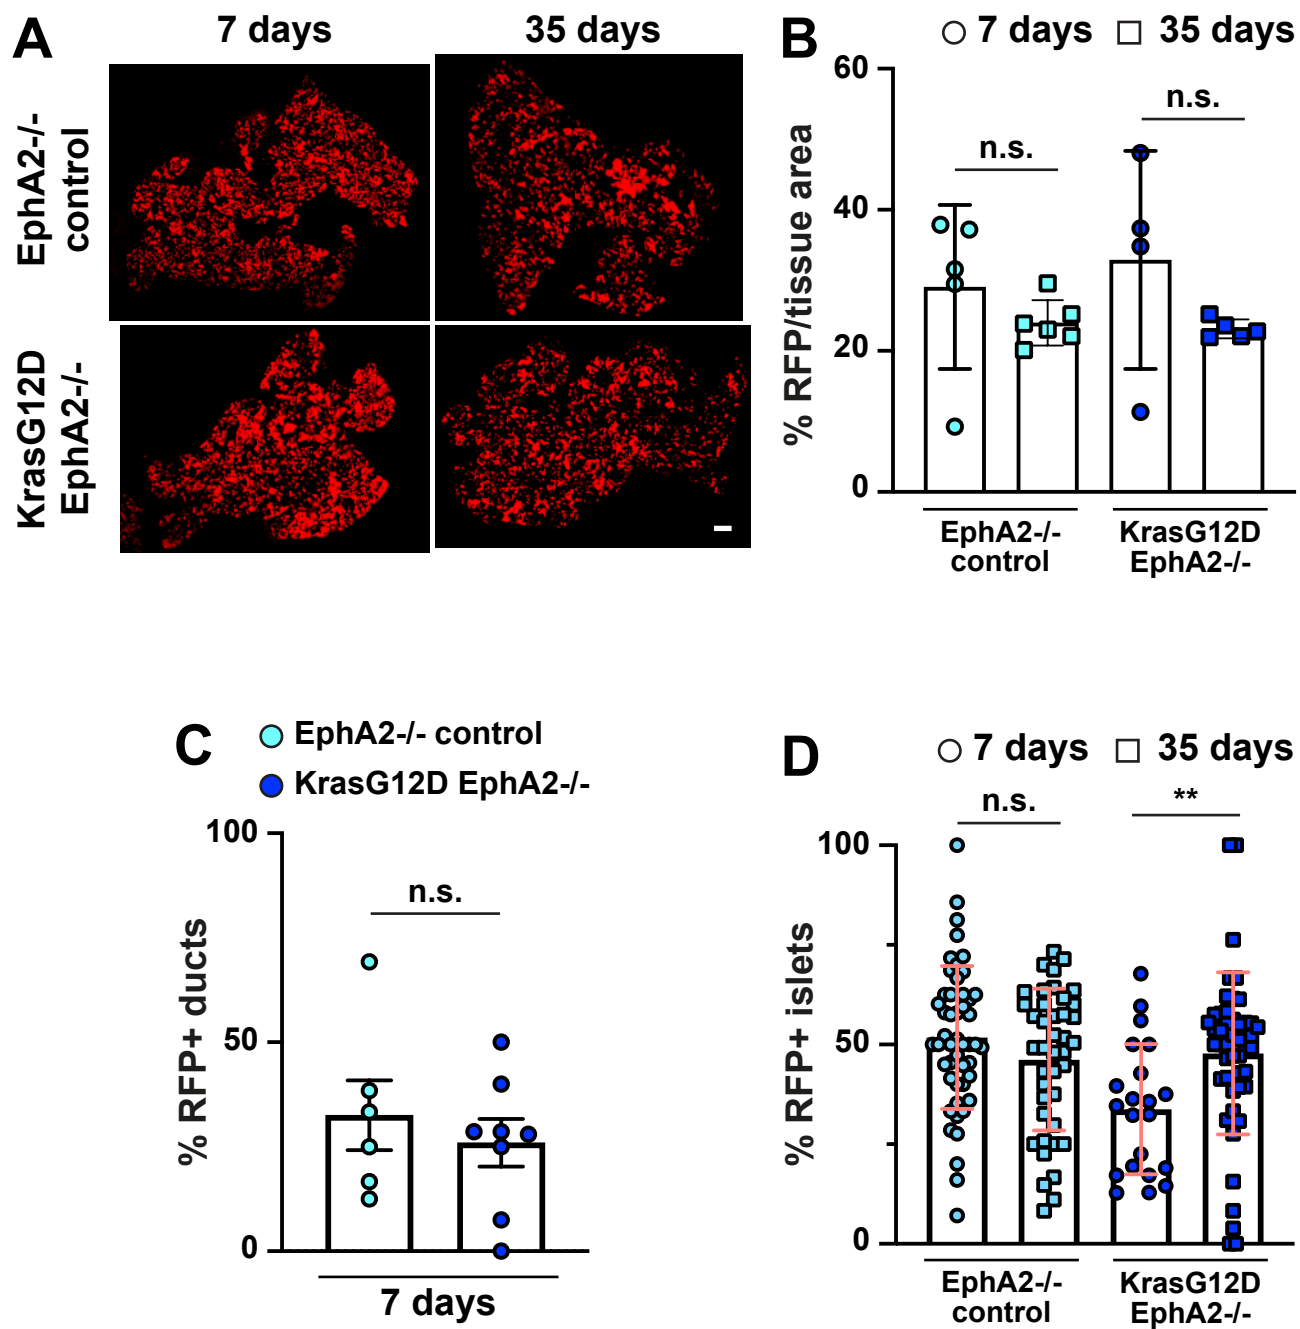 A
7 days
35 days
EphA2-/-
control
KrasG12D
EphA2-/-
B
7 days
35 days
% RFP/tissue area
60
40
20
0
n.s.
n.s.
EphA2-/-
control
KrasG12D
EphA2-/-
C
EphA2-/- control
KrasG12D EphA2-/-
% RFP+ ducts
100
50
0
n.s.
7 days
D
7 days
35 days
% RFP+ islets
100
50
0
n.s.
**
EphA2-/-
control
KrasG12D
EphA2-/-